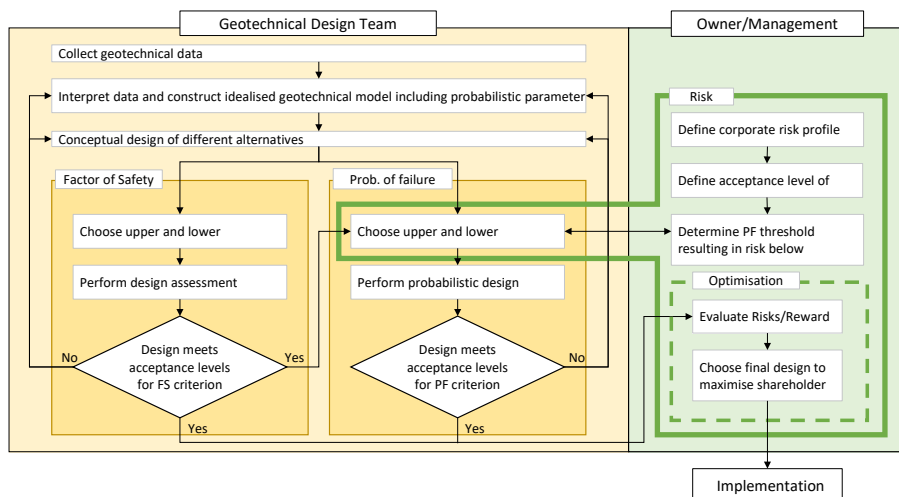 Geotechnical Design Team
Owner/Management
Collect geotechnical data
Interpret data and construct idealised geotechnical model including probabilistic parameter
Conceptual design of different alternatives
Factor of Safety
Choose upper and lower
Perform design assessment
Design meets
acceptance levels
for FS criterion
No
Yes
Yes
Prob. of failure
Choose upper and lower
Perform probabilistic design
Design meets
acceptance levels
for PF criterion
No
Yes
Risk
Define corporate risk profile
Define acceptance level of
Determine PF threshold
resulting in risk below
Optimisation
Evaluate Risks/Reward
Choose final design to
maximise shareholder
Implementation